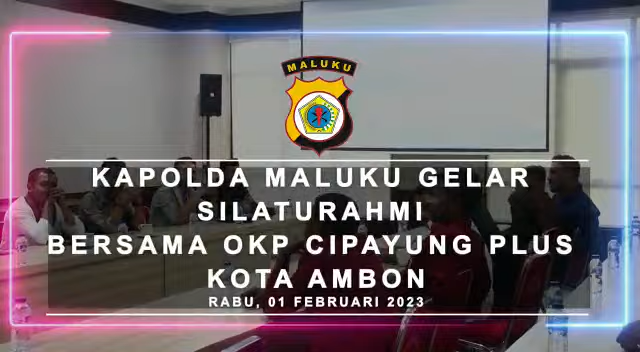 MALUKU
KAPOLDA MALUKU GELAR
SILATURAHMI
BERSAMA OKP CIPAYUNG PLUS
KOTA AMBON
RABU, 01 FEBRUARI 2023